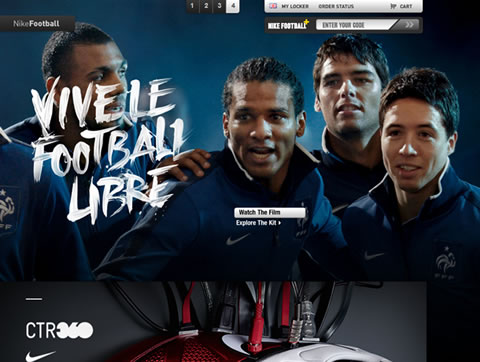 1 2 3 4
MY LOCKER ORDER STATUS CART
NikeFootball
NIKE FOOTBALL+ ENTER YOUR CODE
VIVE LE
FOOTBALL
LIBRE
Watch The Film
Explore The Kit
FFF
CTR360